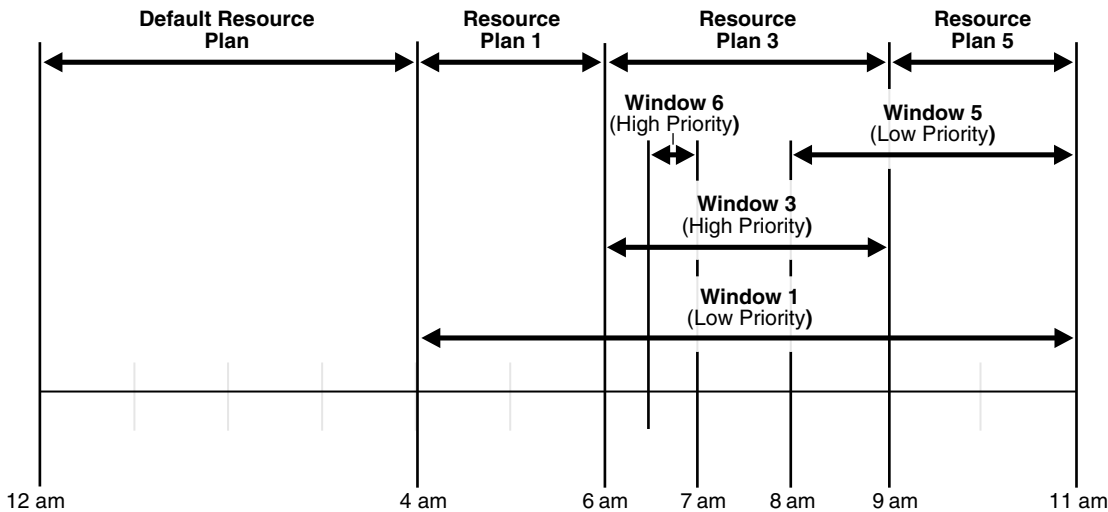 Default Resource
Plan
Resource
Plan 1
Resource
Plan 3
Resource
Plan 5
Window 6
(High Priority)
Window 5
(Low Priority)
Window 3
(High Priority)
Window 1
(Low Priority)
12 am
4 am
6 am
7 am
8 am
9 am
11 am